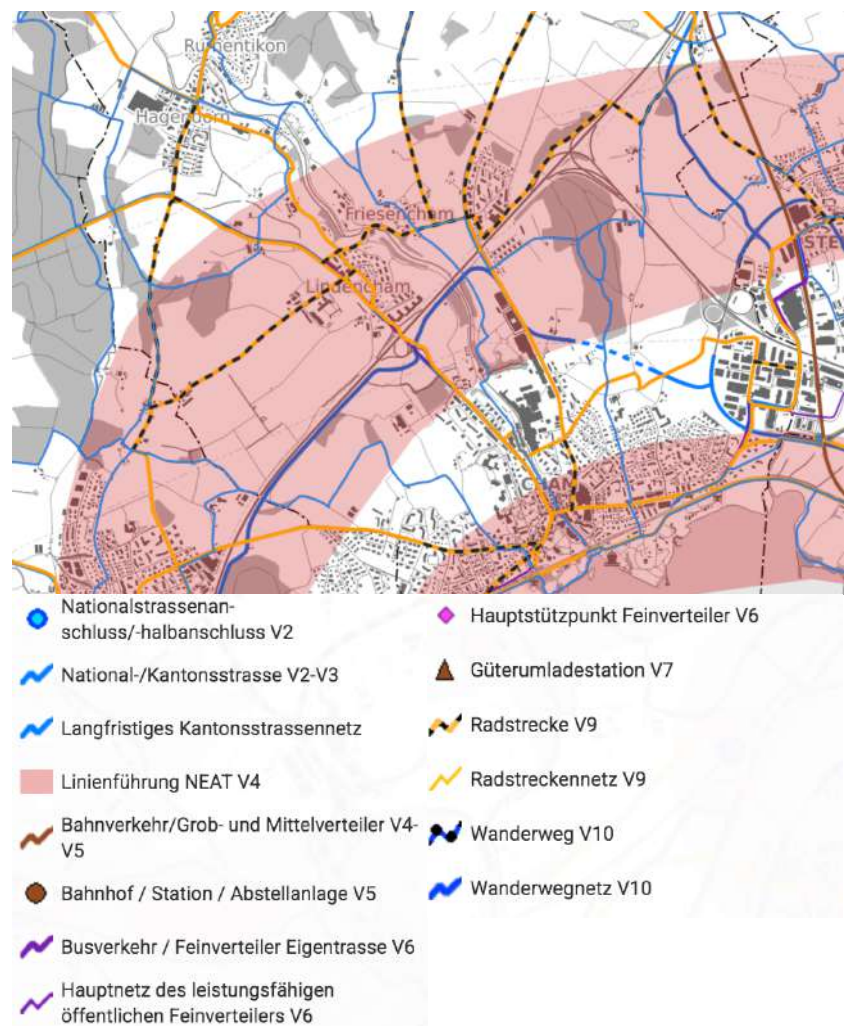 Rumentikon
Hagendorn
Friesencham
STE
Lindencham
CHAM
Nationalstrassenan-
schluss/-halbanschluss V2
National-/Kantonsstrasse V2-V3
Langfristiges Kantonsstrassennetz
Linienführung NEAT V4
Bahnverkehr/Grob- und Mittelverteiler V4-
V5
Bahnhof / Station / Abstellanlage V5
Busverkehr / Feinverteiler Eigentrasse V6
Hauptnetz des leistungsfähigen
öffentlichen Feinverteilers V6
Hauptstützpunkt Feinverteiler V6
Güterumladestation V7
Radstrecke V9
Radstreckennetz V9
Wanderweg V10
Wanderwegnetz V10